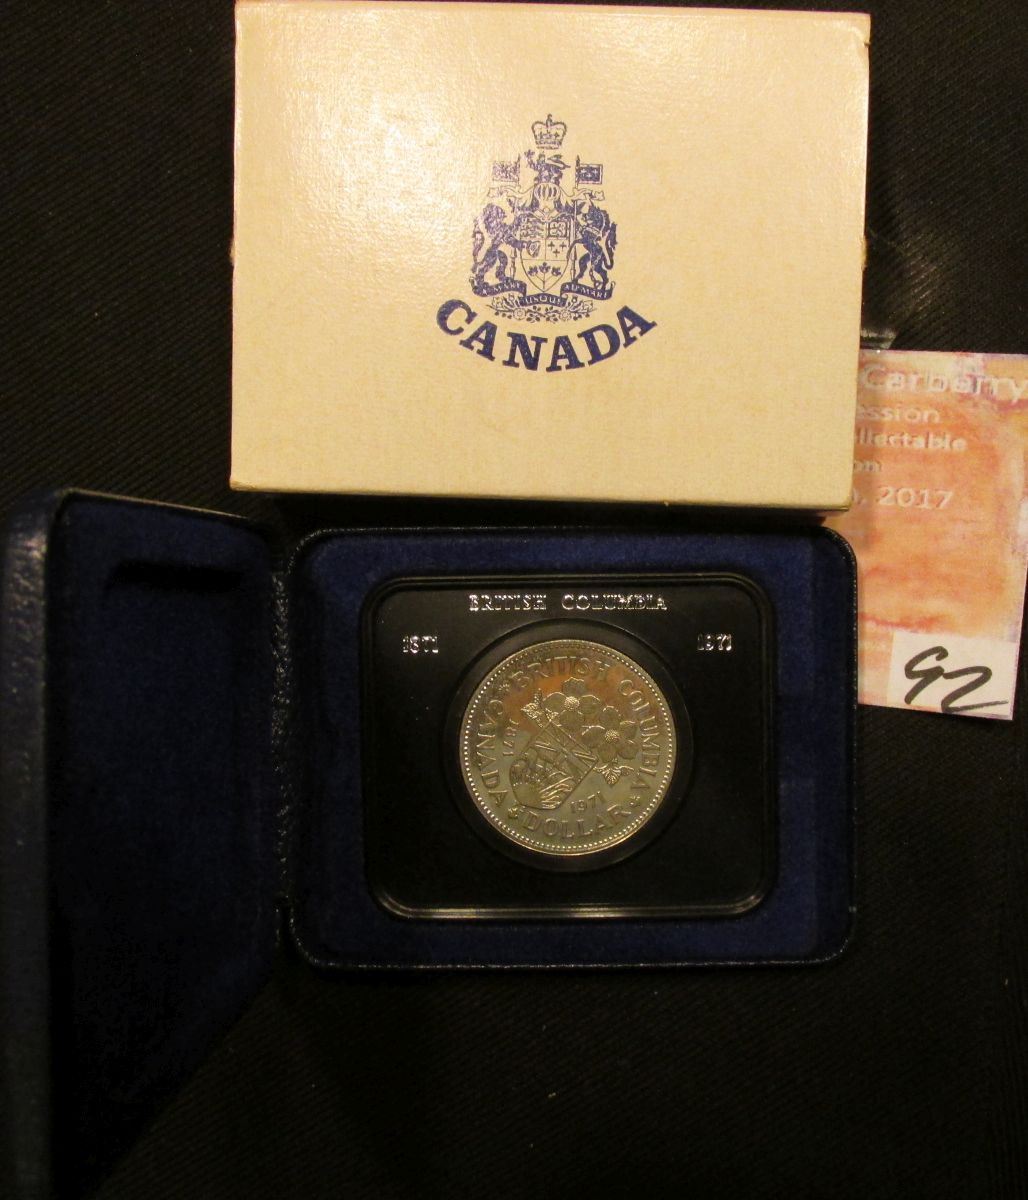 A MARI USQUE AD MARE
CANADA
Carberry
ession
llectable
on
, 2017
92
BRITISH COLUMBIA
1871 1971
BRITISH COLUMBIA
CANADA
1871
1971
DOLLAR